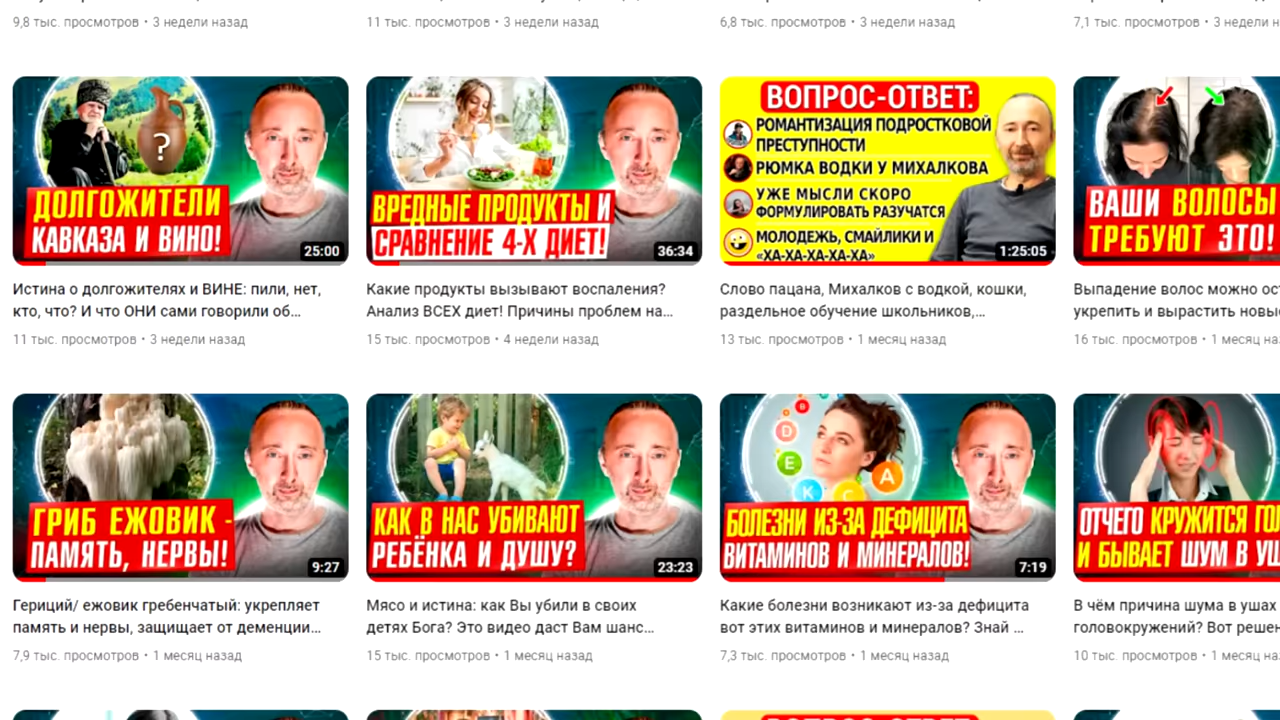 9,8 тыс. просмотров • 3 недели назад
11 тыс. просмотров • 3 недели назад
6,8 тыс. просмотров • 3 недели назад
7,1 тыс. просмотров • 3 недели н
ДОЛГОЖИТЕЛИ
КАВКАЗА И ВИНО!
?
25:00
ВРЕДНЫЕ ПРОДУКТЫ И
СРАВНЕНИЕ 4-Х ДИЕТ!
36:34
ВОПРОС-ОТВЕТ:
РОМАНТИЗАЦИЯ ПОДРОСТКОВОЙ
ПРЕСТУПНОСТИ
РЮМКА ВОДКИ У МИХАЛКОВА
УЖЕ МЫСЛИ СКОРО
ФОРМУЛИРОВАТЬ РАЗУЧАТСЯ
МОЛОДЕЖЬ, СМАЙЛИКИ И
«ХА-ХА-ХА-ХА-ХА»
1:25:05
ВАШИ ВОЛОСЫ
ТРЕБУЮТ ЭТО!
Истина о долгожителях и ВИНЕ: пили, нет,
кто, что? И что ОНИ сами говорили об...
11 тыс. просмотров • 3 недели назад
Какие продукты вызывают воспаления?
Анализ ВСЕХ диет! Причины проблем на...
15 тыс. просмотров • 4 недели назад
Слово пацана, Михалков с водкой, кошки,
раздельное обучение школьников,...
13 тыс. просмотров • 1 месяц назад
Выпадение волос можно ост
укрепить и вырастить новые
16 тыс. просмотров • 1 месяц на
ГРИБ ЕЖОВИК -
ПАМЯТЬ, НЕРВЫ!
9:27
КАК В НАС УБИВАЮТ
РЕБЁНКА И ДУШУ?
23:23
B
D
E
K
C
A
БОЛЕЗНИ ИЗ-ЗА ДЕФИЦИТА
ВИТАМИНОВ И МИНЕРАЛОВ!
7:19
ОТЧЕГО КРУЖИТСЯ ГОЛ
И БЫВАЕТ ШУМ В УШ
Гериций/ ежовик гребенчатый: укрепляет
память и нервы, защищает от деменции...
7,9 тыс. просмотров • 1 месяц назад
Мясо и истина: как Вы убили в своих
детях Бога? Это видео даст Вам шанс...
15 тыс. просмотров • 1 месяц назад
Какие болезни возникают из-за дефицита
вот этих витаминов и минералов? Знай ...
7,3 тыс. просмотров • 1 месяц назад
В чём причина шума в ушах
головокружений? Вот решен
10 тыс. просмотров • 1 месяц на